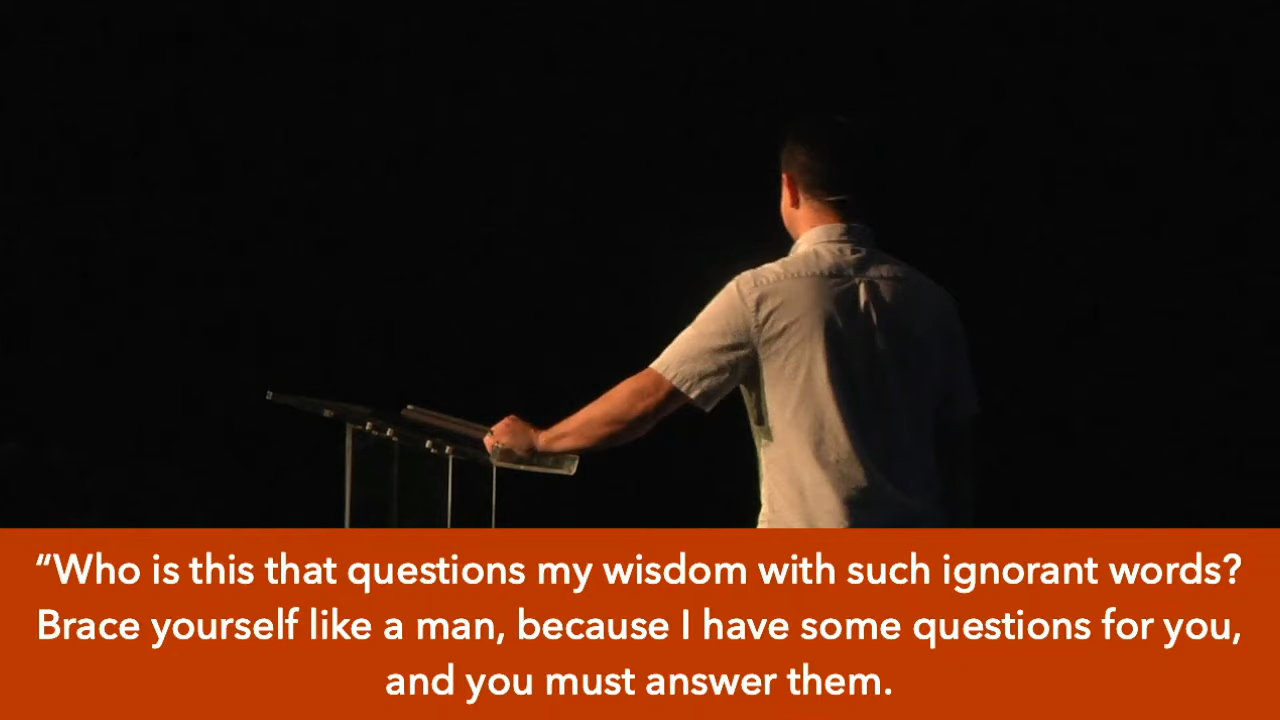 “Who is this that questions my wisdom with such ignorant words?
Brace yourself like a man, because I have some questions for you,
and you must answer them.